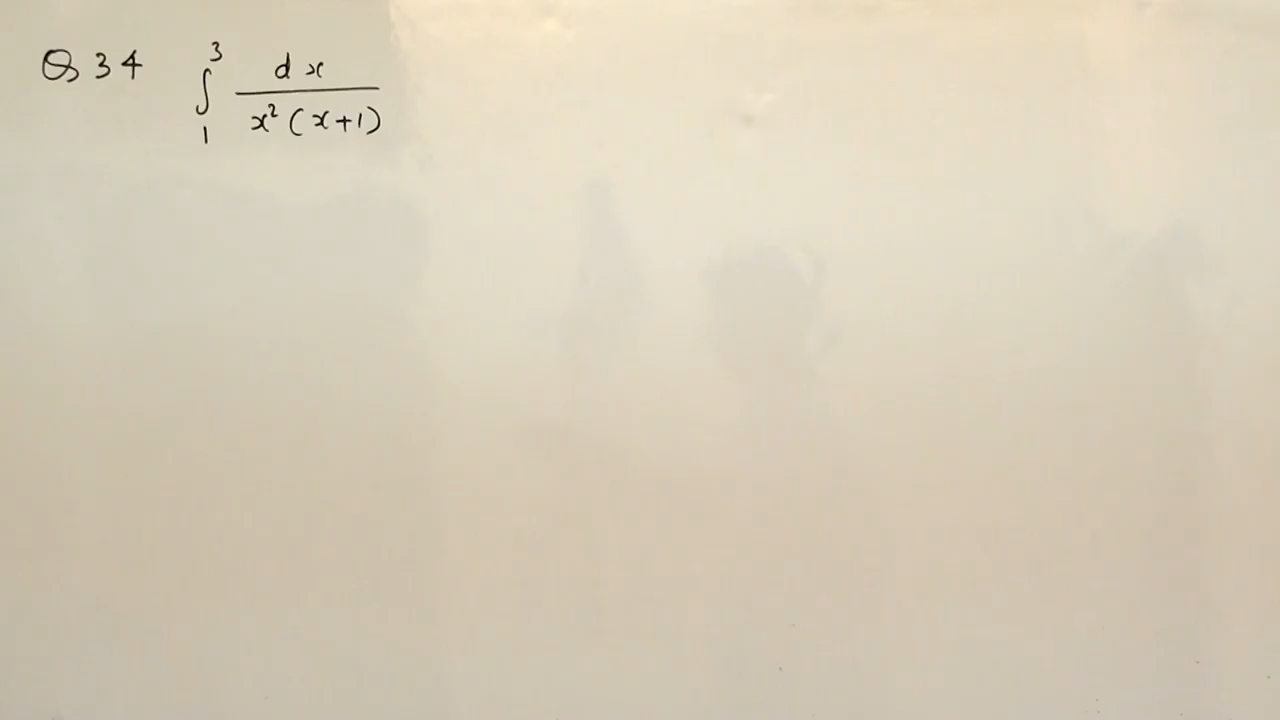 Q 34 ∫₁³ dx / x² (x+1)